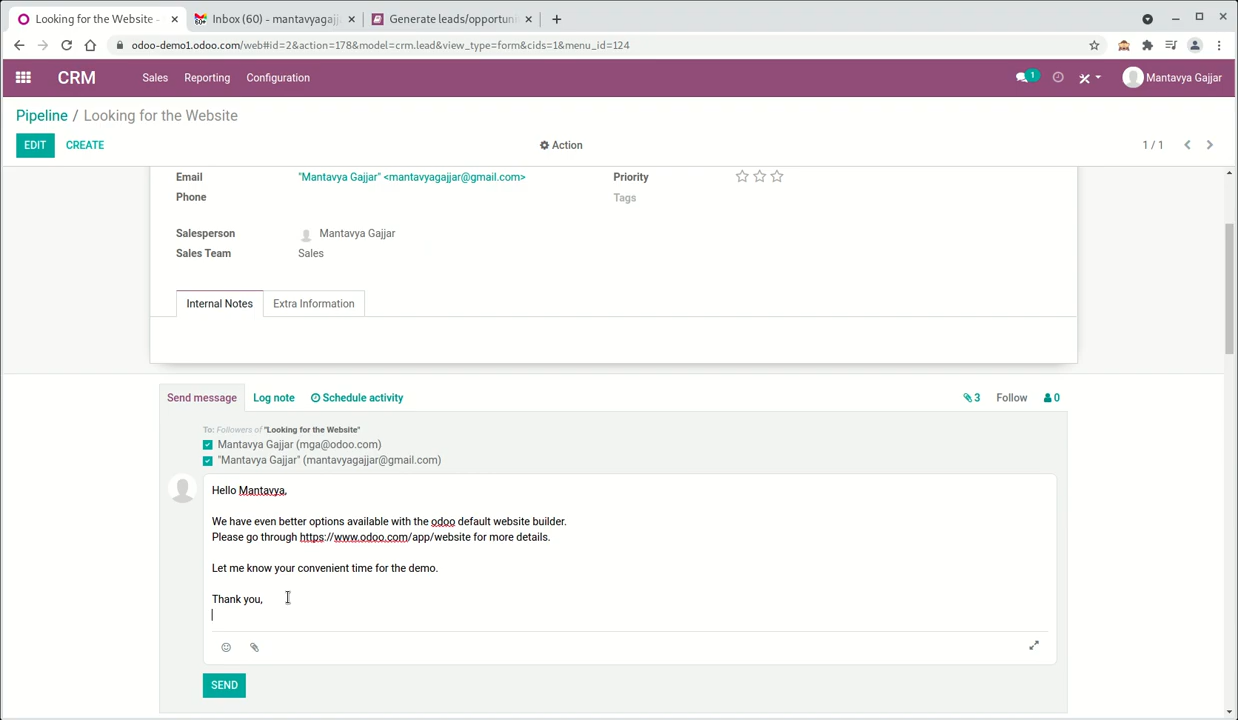 Looking for the Website -
Inbox (60) - mantavyagajj
Generate leads/opportun
odoo-demo1.odoo.com/web#id=2&action=178&model=crm.lead&view_type=form&cids=1&menu_id=124
CRM
Sales
Reporting
Configuration
1
Mantavya Gajjar
Pipeline / Looking for the Website
EDIT
CREATE
Action
1 / 1
Email
"Mantavya Gajjar" <mantavyagajjar@gmail.com>
Priority
Phone
Tags
Salesperson
Mantavya Gajjar
Sales Team
Sales
Internal Notes
Extra Information
Send message
Log note
Schedule activity
3
Follow
0
To: Followers of "Looking for the Website"
Mantavya Gajjar (mga@odoo.com)
"Mantavya Gajjar" (mantavyagajjar@gmail.com)
Hello Mantavya,
We have even better options available with the odoo default website builder.
Please go through https://www.odoo.com/app/website for more details.
Let me know your convenient time for the demo.
Thank you,
SEND